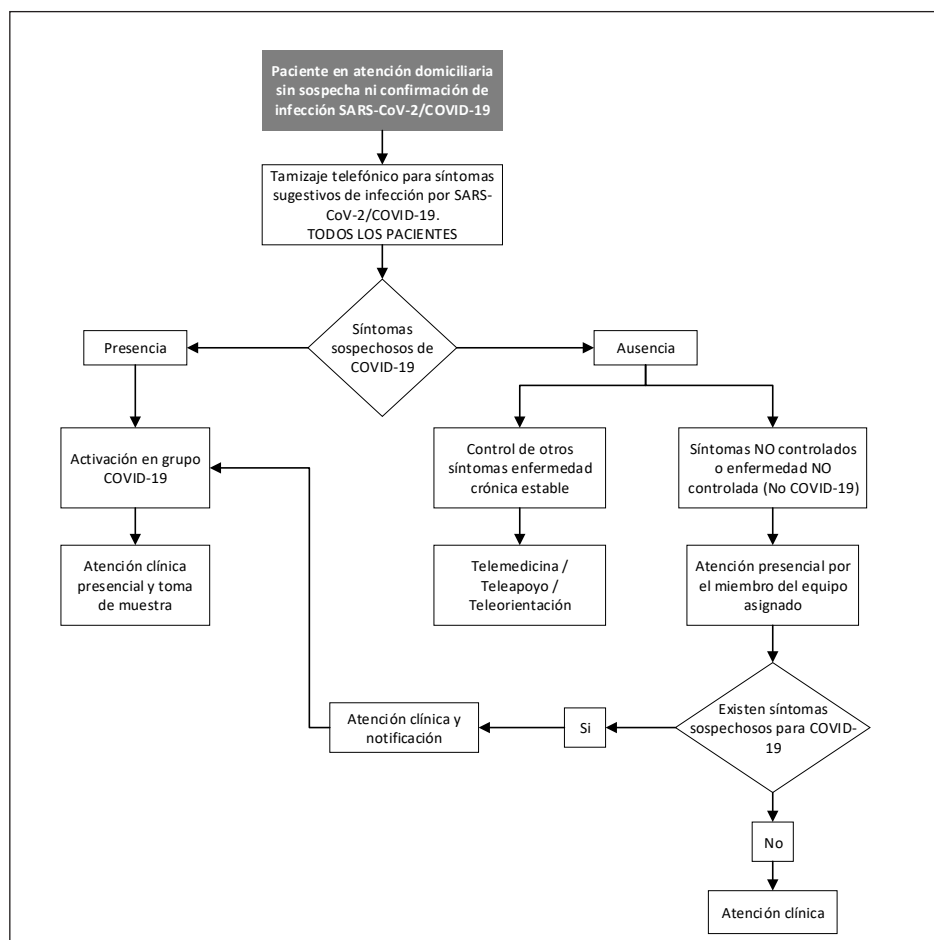 Paciente en atención domiciliaria
sin sospecha ni confirmación de
infección SARS-CoV-2/COVID-19
Tamizaje telefónico para síntomas
sugestivos de infección por SARS-
CoV-2/COVID-19.
TODOS LOS PACIENTES
Síntomas
sospechosos de
COVID-19
Presencia
Ausencia
Activación en grupo
COVID-19
Control de otros
síntomas enfermedad
crónica estable
Síntomas NO controlados
o enfermedad NO
controlada (No COVID-19)
Atención clínica
presencial y toma
de muestra
Telemedicina /
Teleapoyo /
Teleorientación
Atención presencial por
el miembro del equipo
asignado
Existen síntomas
sospechosos para COVID-
19
Si
Atención clínica y
notificación
No
Atención clínica